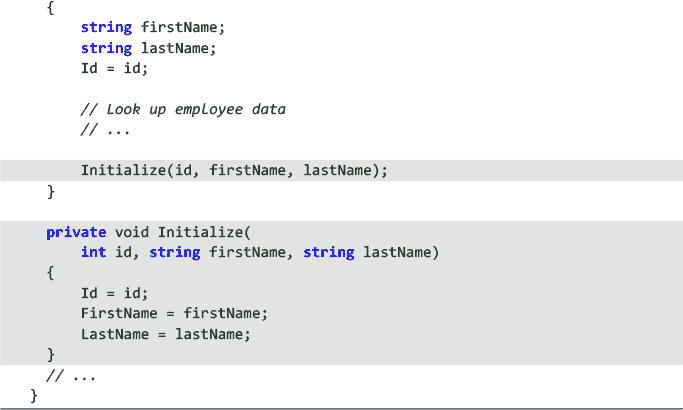 {
string firstName;
string lastName;
Id = id;
// Look up employee data
// ...
Initialize(id, firstName, lastName);
}
private void Initialize(
int id, string firstName, string lastName)
{
Id = id;
FirstName = firstName;
LastName = lastName;
}
// ...
}